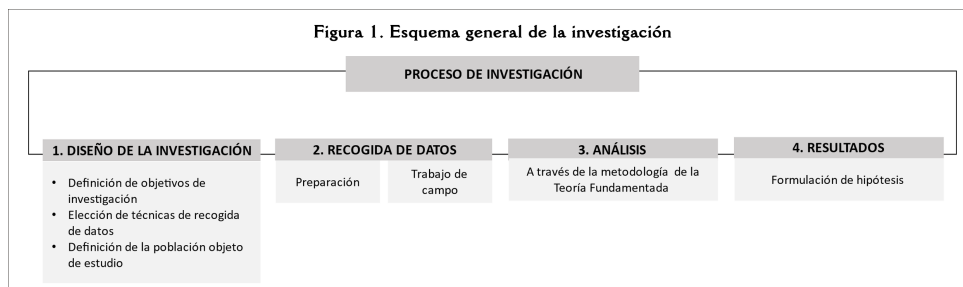 Figura 1. Esquema general de la investigación
PROCESO DE INVESTIGACIÓN
1. DISEÑO DE LA INVESTIGACIÓN
• Definición de objetivos de
investigación
• Elección de técnicas de recogida
de datos
• Definición de la población objeto
de estudio
2. RECOGIDA DE DATOS
Preparación
Trabajo de
campo
3. ANÁLISIS
A través de la metodología de la
Teoría Fundamentada
4. RESULTADOS
Formulación de hipótesis